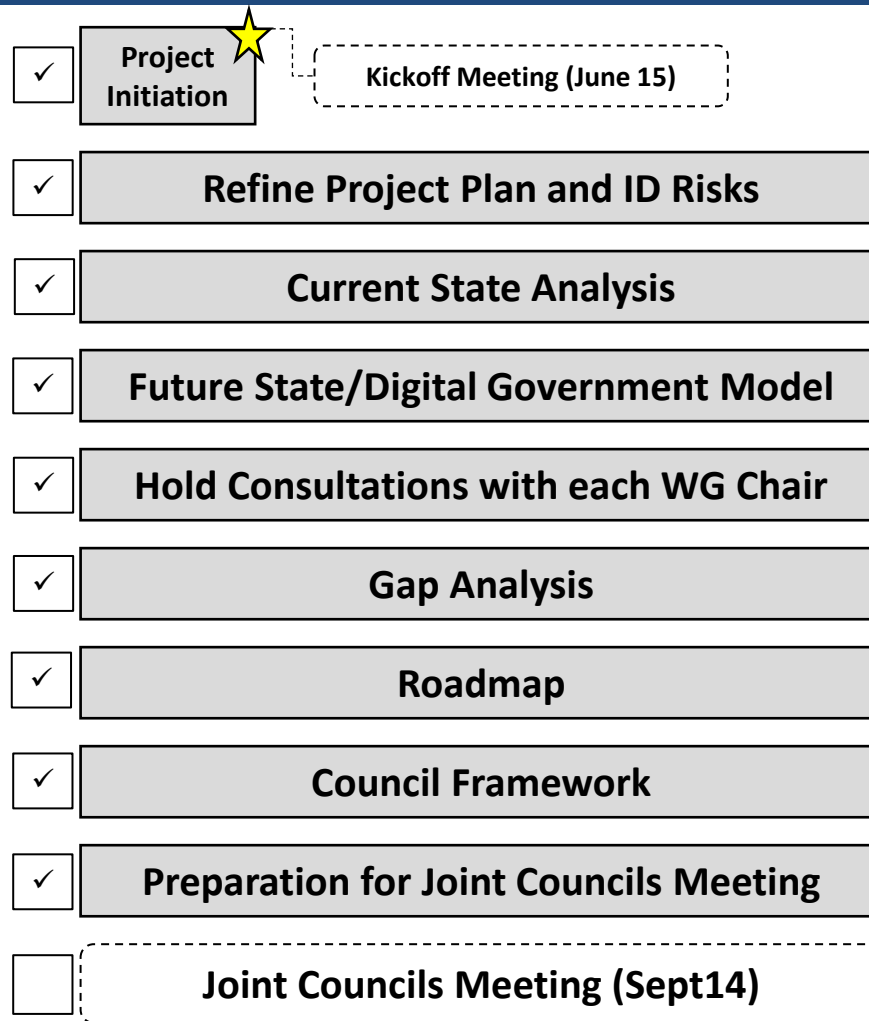 ✓ Project
Initiation
Kickoff Meeting (June 15)
✓ Refine Project Plan and ID Risks
✓ Current State Analysis
✓ Future State/Digital Government Model
✓ Hold Consultations with each WG Chair
✓ Gap Analysis
✓ Roadmap
✓ Council Framework
✓ Preparation for Joint Councils Meeting
Joint Councils Meeting (Sept14)